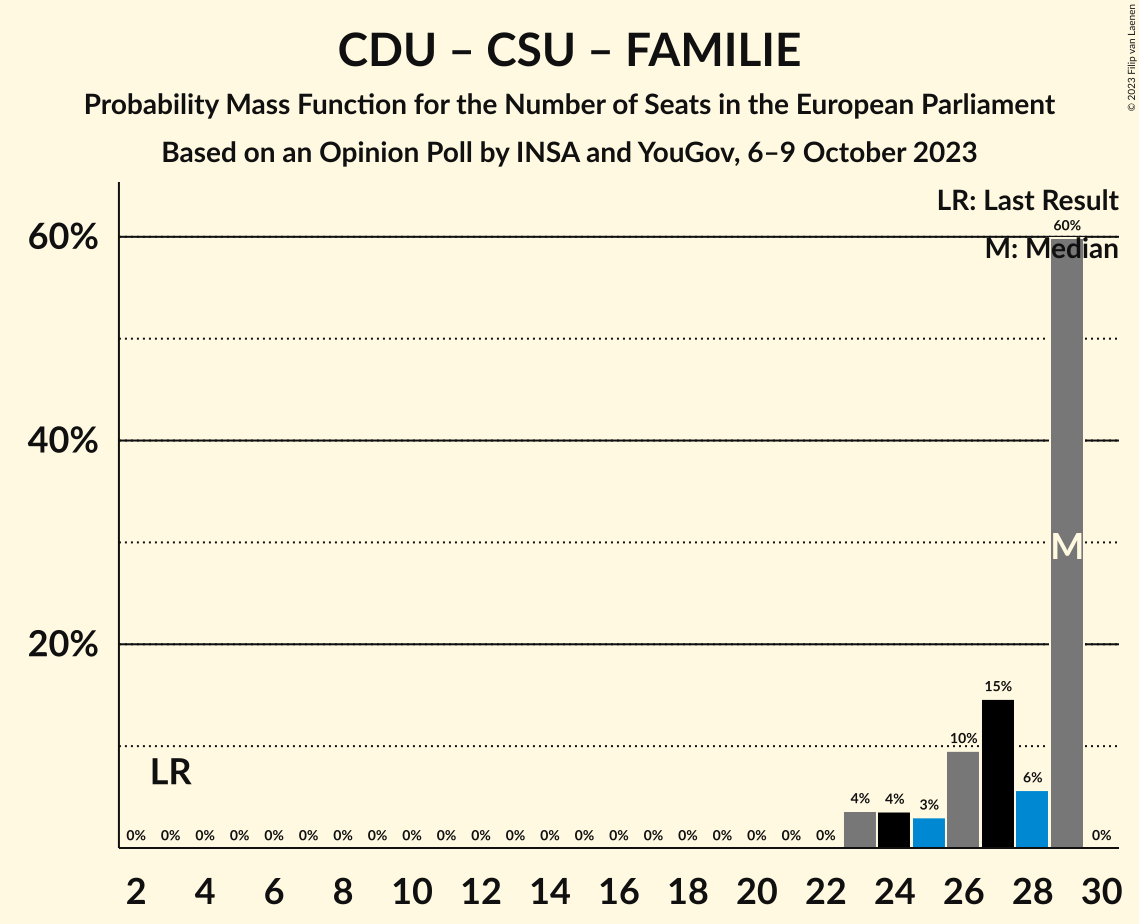 CDU – CSU – FAMILIE
Probability Mass Function for the Number of Seats in the European Parliament
Based on an Opinion Poll by INSA and YouGov, 6–9 October 2023
© 2023 Filip van Laenen
LR: Last Result
M: Median
60%
60%
40%
M
20%
15%
10%
6%
LR
4% 4% 3%
0% 0% 0% 0% 0% 0% 0% 0% 0% 0% 0% 0% 0% 0% 0% 0% 0% 0% 0% 0% 0% 0%
2 4 6 8 10 12 14 16 18 20 22 24 26 28 30